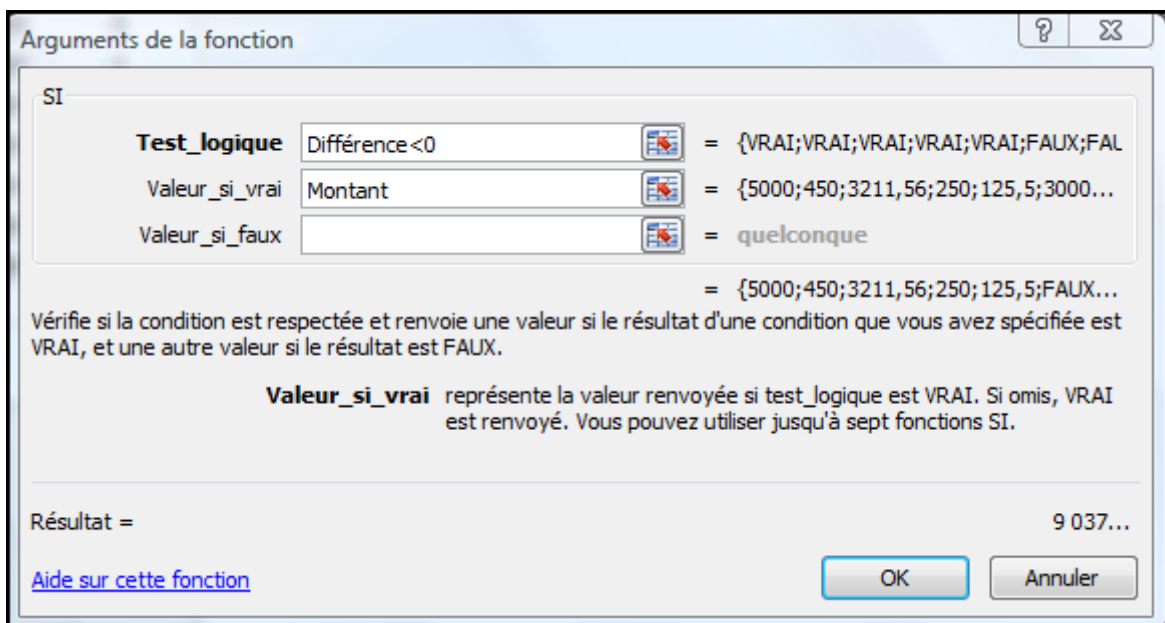 Arguments de la fonction
SI
Test_logique Différence<0 = {VRAI;VRAI;VRAI;VRAI;VRAI;FAUX;FAU
Valeur_si_vrai Montant = {5000;450;3211,56;250;125,5;3000...
Valeur_si_faux = quelconque
= {5000;450;3211,56;250;125,5;FAUX...
Vérifie si la condition est respectée et renvoie une valeur si le résultat d'une condition que vous avez spécifiée est
VRAI, et une autre valeur si le résultat est FAUX.
Valeur_si_vrai représente la valeur renvoyée si test_logique est VRAI. Si omis, VRAI
est renvoyé. Vous pouvez utiliser jusqu'à sept fonctions SI.
Résultat = 9 037...
Aide sur cette fonction OK Annuler